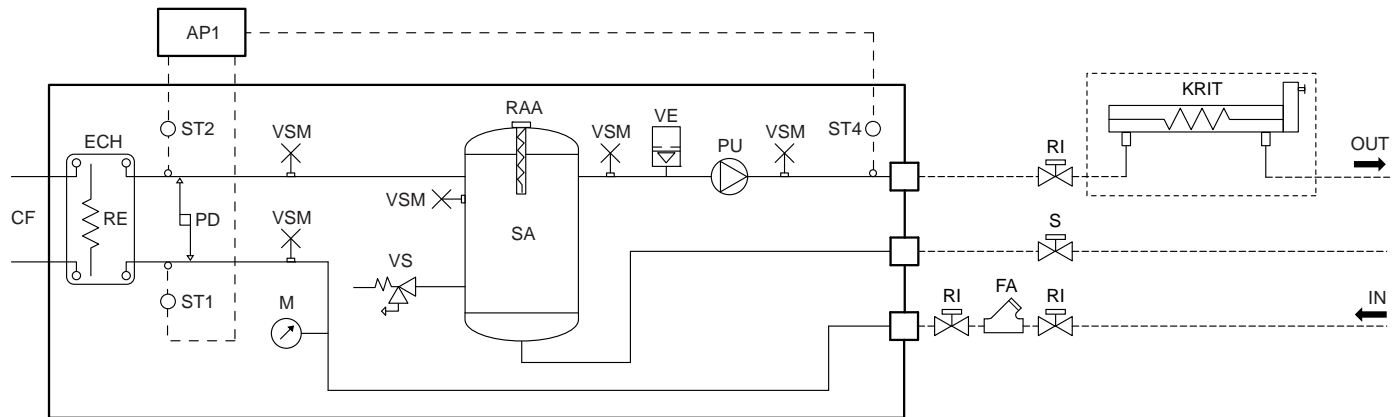 AP1
KRIT
RAA
VE
ST2
VSM
VSM
VSM
ST4
PU
RI
OUT
ECH
CF
RE
PD
VSM
VSM
SA
S
VS
ST1
M
RI
FA
RI
IN